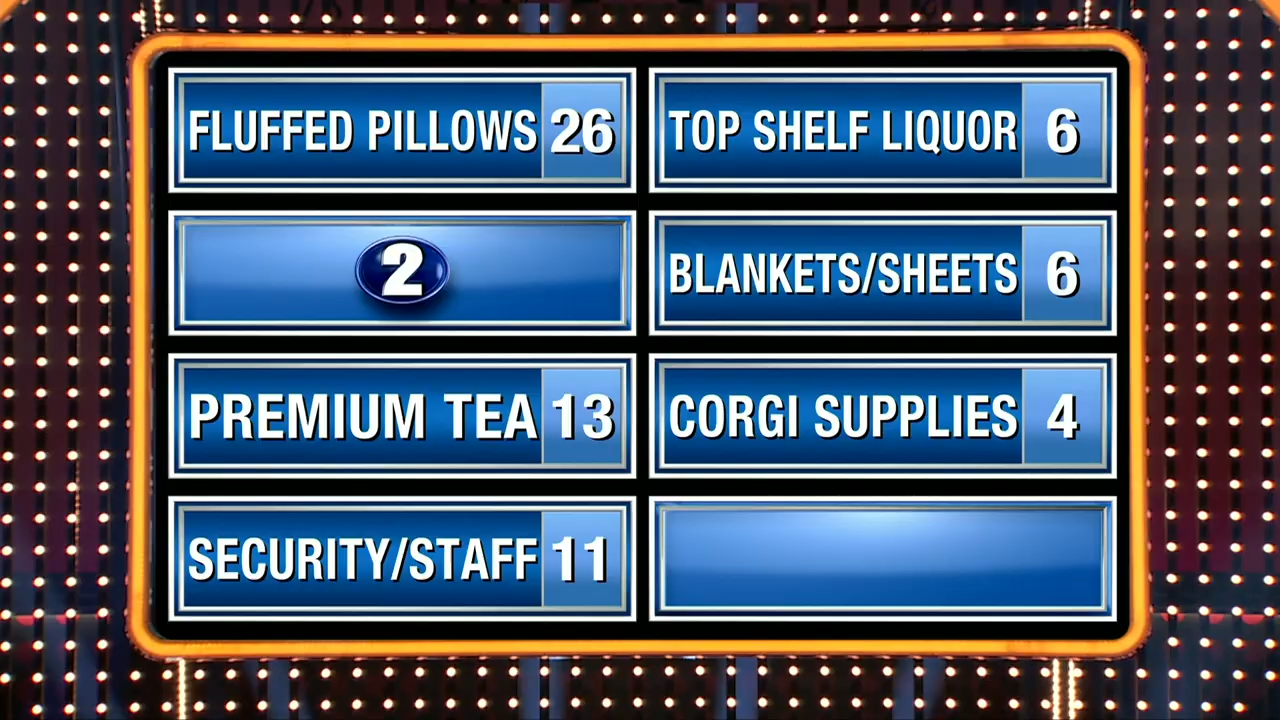 FLUFFED PILLOWS 26
2
PREMIUM TEA 13
SECURITY/STAFF 11
TOP SHELF LIQUOR 6
BLANKETS/SHEETS 6
CORGI SUPPLIES 4